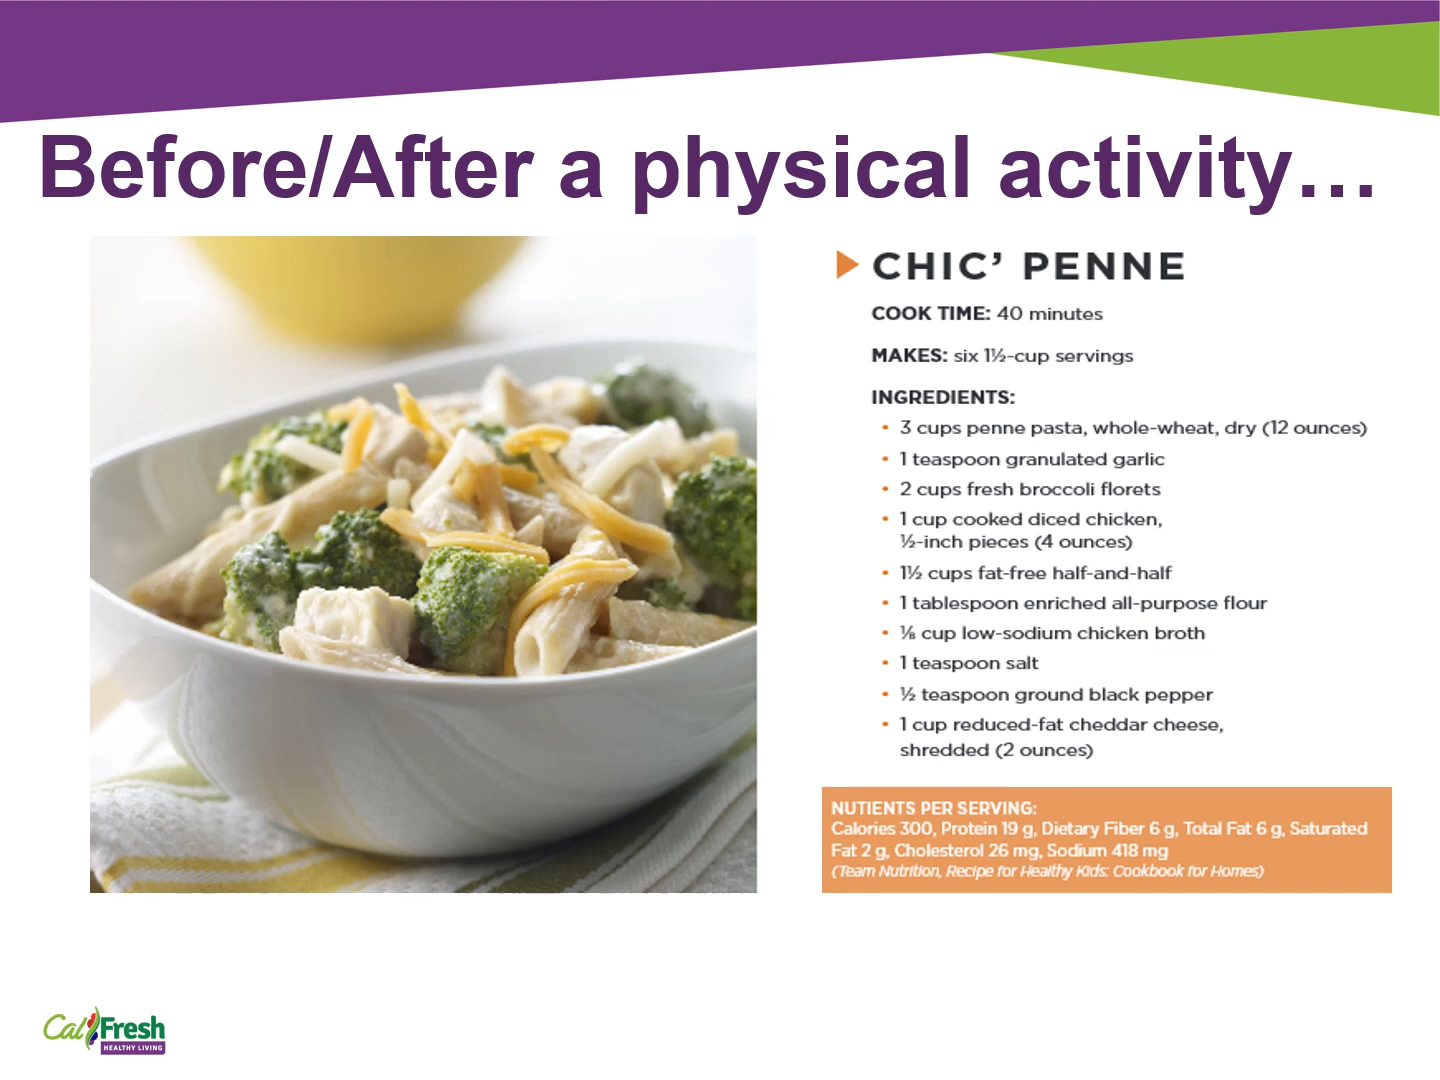 Before/After a physical activity…
CHIC’ PENNE
COOK TIME: 40 minutes
MAKES: six 1½-cup servings
INGREDIENTS:
• 3 cups penne pasta, whole-wheat, dry (12 ounces)
• 1 teaspoon granulated garlic
• 2 cups fresh broccoli florets
• 1 cup cooked diced chicken,
½-inch pieces (4 ounces)
• 1½ cups fat-free half-and-half
• 1 tablespoon enriched all-purpose flour
• ⅛ cup low-sodium chicken broth
• 1 teaspoon salt
• ½ teaspoon ground black pepper
• 1 cup reduced-fat cheddar cheese,
shredded (2 ounces)
NUTIENTS PER SERVING:
Calories 300, Protein 19 g, Dietary Fiber 6 g, Total Fat 6 g, Saturated
Fat 2 g, Cholesterol 26 mg, Sodium 418 mg
(Team Nutrition, Recipe for Healthy Kids: Cookbook for Homes)
CalFresh
HEALTHY LIVING